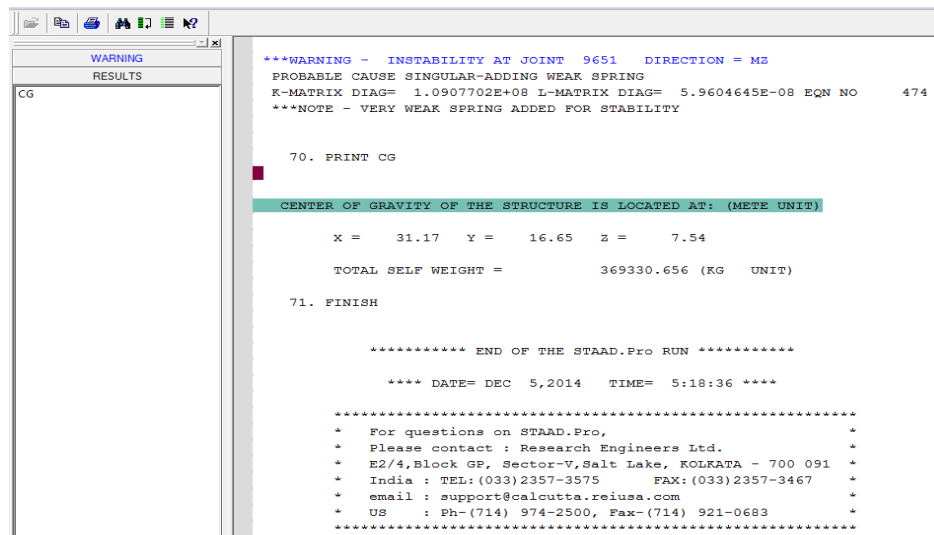 WARNING
RESULTS
CG
***WARNING - INSTABILITY AT JOINT 9651 DIRECTION = MZ
PROBABLE CAUSE SINGULAR-ADDING WEAK SPRING
K-MATRIX DIAG= 1.0907702E+08 L-MATRIX DIAG= 5.9604645E-08 EQN NO 474
***NOTE - VERY WEAK SPRING ADDED FOR STABILITY
70. PRINT CG
CENTER OF GRAVITY OF THE STRUCTURE IS LOCATED AT: (METE UNIT)
X = 31.17 Y = 16.65 Z = 7.54
TOTAL SELF WEIGHT = 369330.656 (KG UNIT)
71. FINISH
*********** END OF THE STAAD.Pro RUN ***********
**** DATE= DEC 5,2014 TIME= 5:18:36 ****
************************************************************
* For questions on STAAD.Pro, *
* Please contact : Research Engineers Ltd. *
* E2/4,Block GP, Sector-V,Salt Lake, KOLKATA - 700 091 *
* India : TEL:(033)2357-3575 FAX:(033)2357-3467 *
* email : support@calcutta.reiusa.com *
* US : Ph-(714) 974-2500, Fax-(714) 921-0683 *
************************************************************